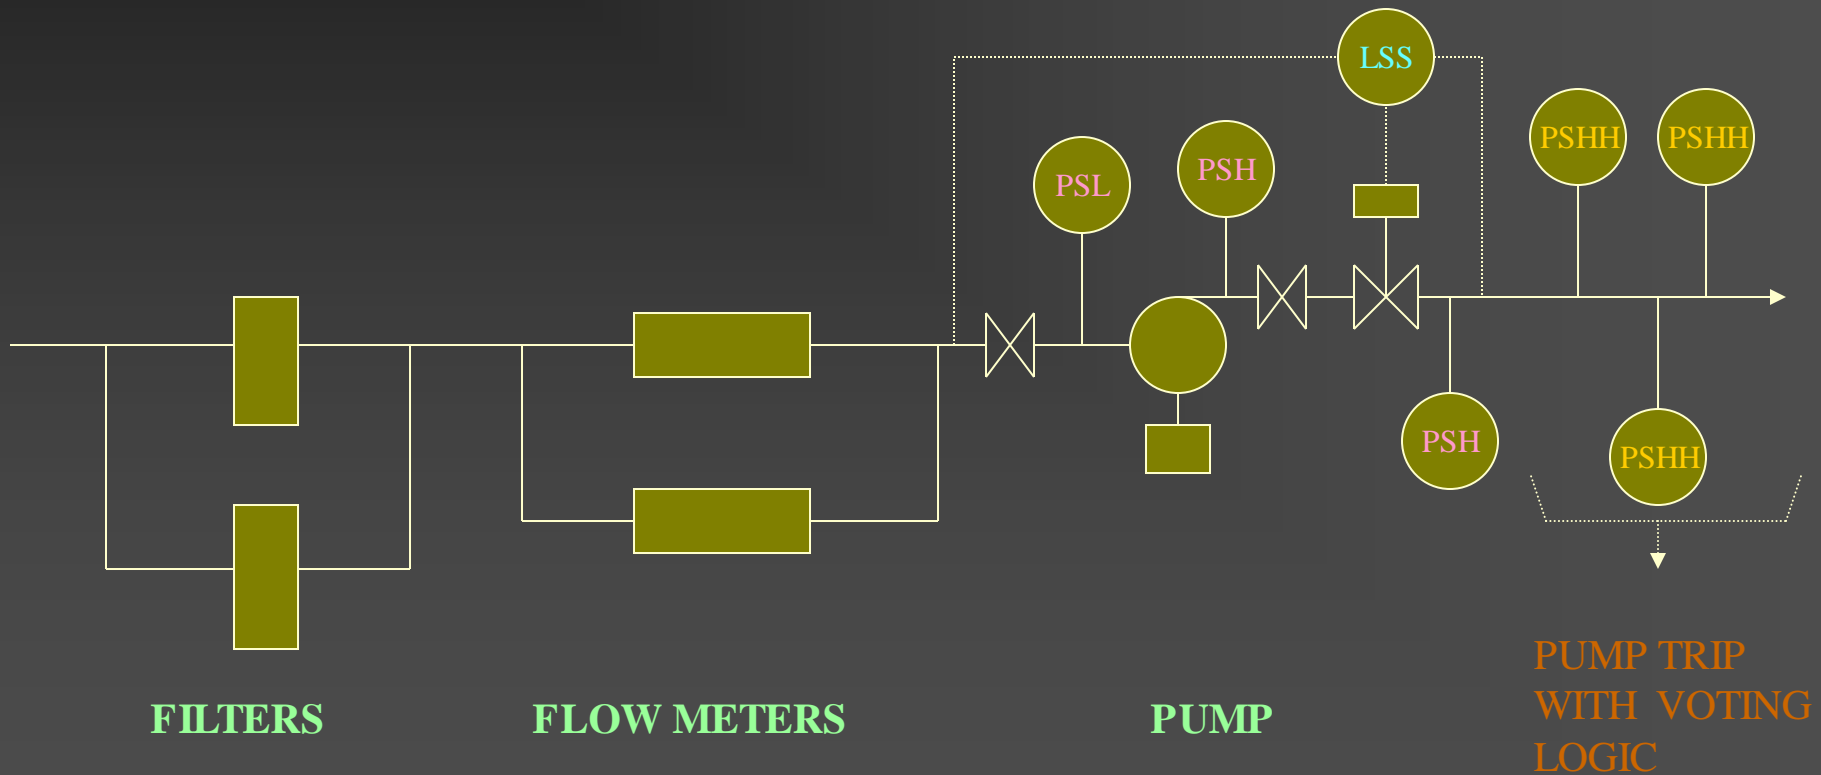 LSS
PSHH
PSHH
PSL
PSH
PSH
PSHH
FILTERS
FLOW METERS
PUMP
PUMP TRIP
WITH VOTING
LOGIC